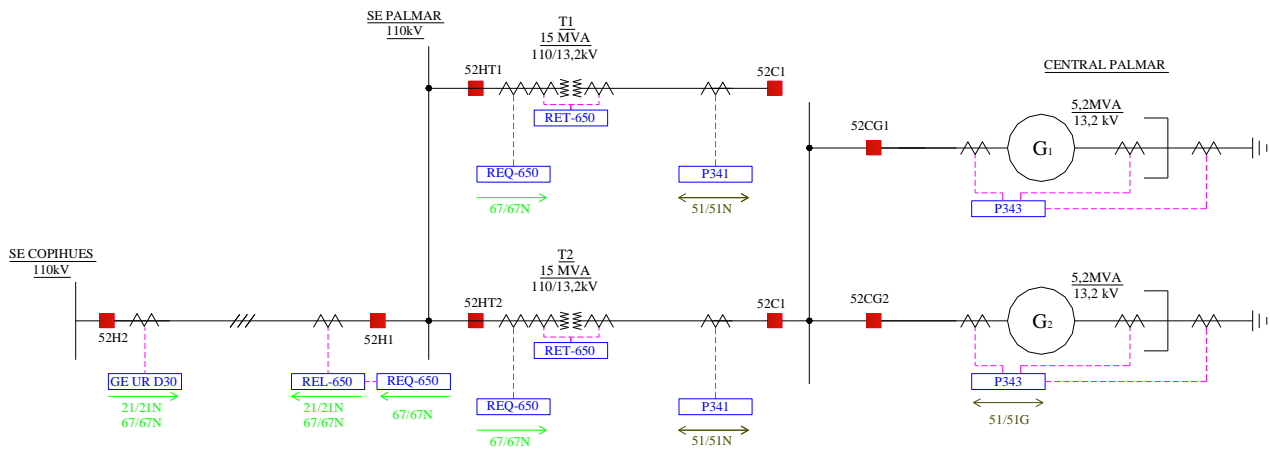 SE PALMAR
110kV
T1
15 MVA
110/13,2kV
52HT1
52C1
RET-650
REQ-650
67/67N
P341
51/51N
CENTRAL PALMAR
52CG1
5,2MVA
13,2 kV
G1
P343
SE COPIHUES
110kV
52H2
52H1
GE UR D30
21/21N
67/67N
REL-650
21/21N
67/67N
REQ-650
67/67N
T2
15 MVA
110/13,2kV
52HT2
52C1
RET-650
REQ-650
67/67N
P341
51/51N
52CG2
5,2MVA
13,2 kV
G2
P343
51/51G